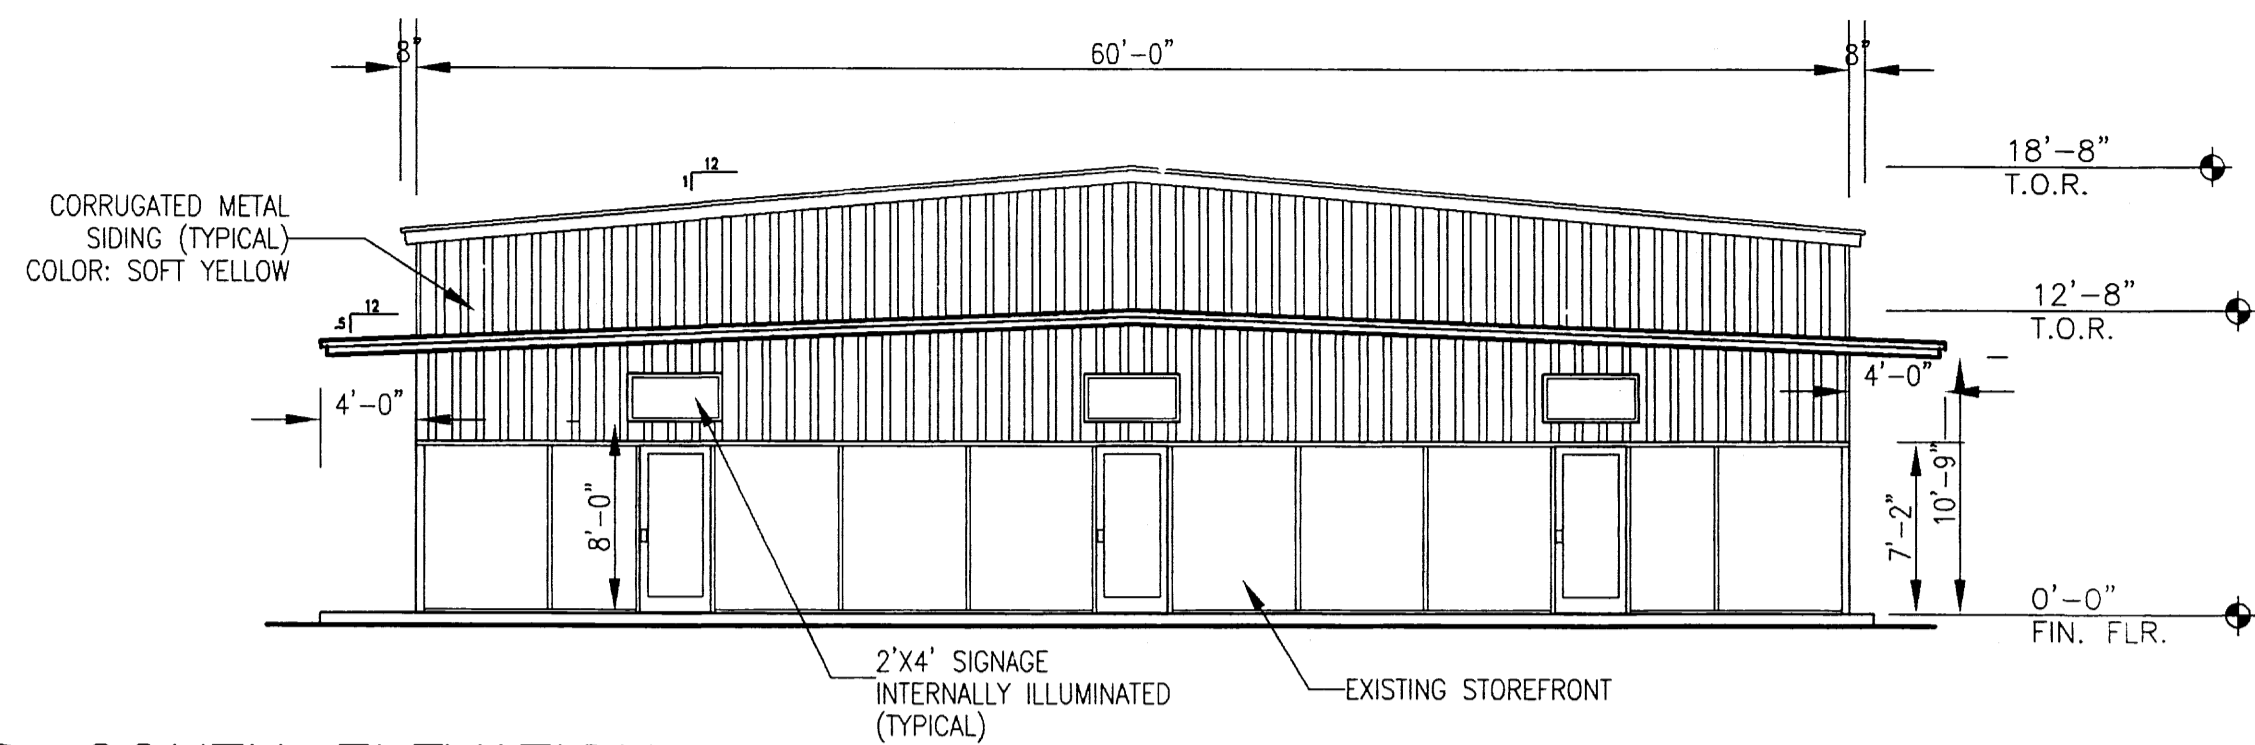 8"
60'-0"
8"
18'-8"
T.O.R.
12
1
CORRUGATED METAL
SIDING (TYPICAL)
COLOR: SOFT YELLOW
12
.5
12'-8"
T.O.R.
4'-0"
4'-0"
8'-0"
7'-2"
10'-9"
0'-0"
FIN. FLR.
2'X4' SIGNAGE
INTERNALLY ILLUMINATED
(TYPICAL)
EXISTING STOREFRONT